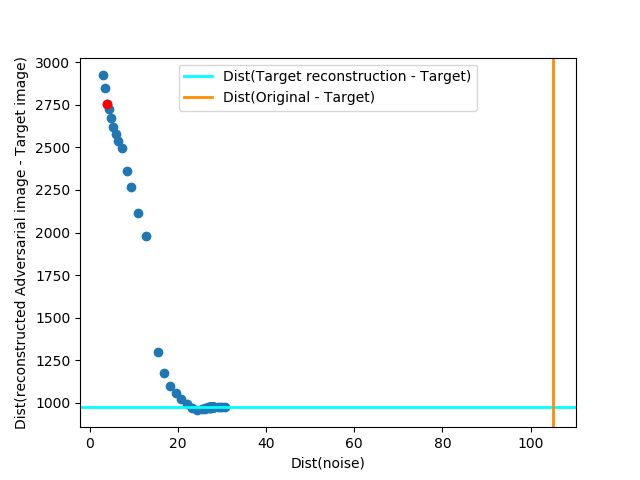 Dist(reconstructed Adversarial image - Target image)
3000
2750
2500
2250
2000
1750
1500
1250
1000
Dist(Target reconstruction - Target)
Dist(Original - Target)
0 20 40 60 80 100
Dist(noise)